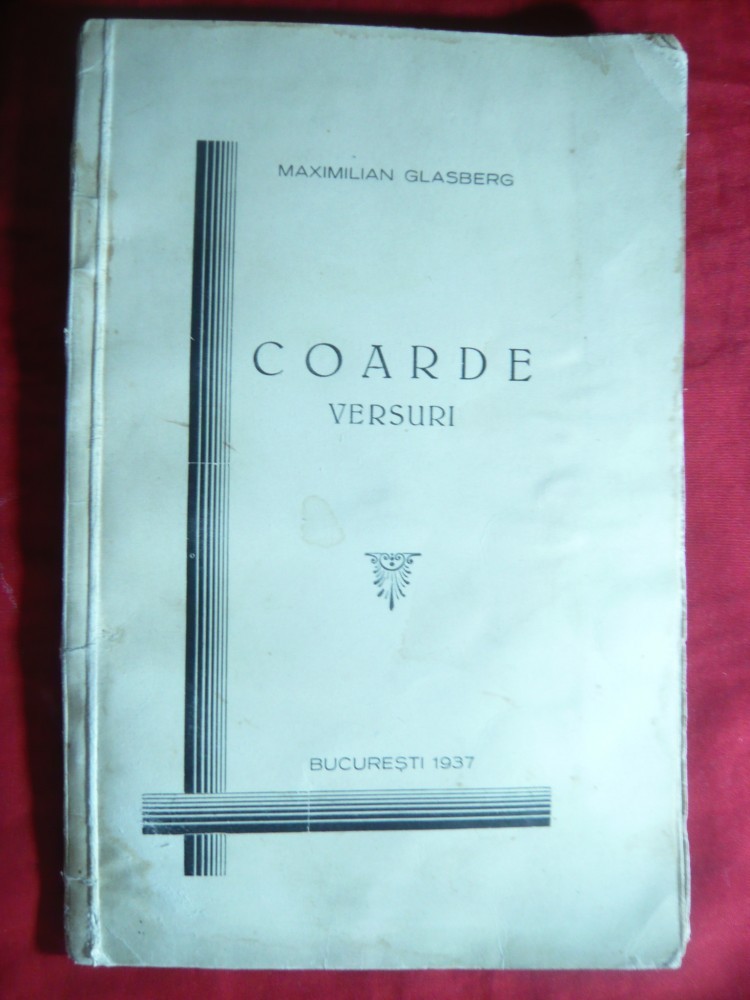 MAXIMILIAN GLASBERG
COARDE
VERSURI
BUCUREȘTI 1937